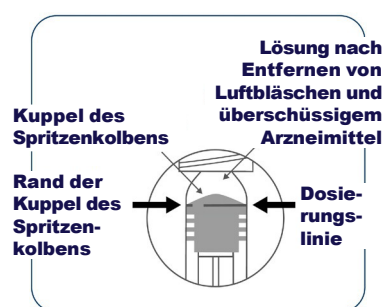 Lösung nach
Entfernen von
Luftbläschen und
überschüssigem
Arzneimittel
Kuppel des
Spritzenkolbens
Rand der
Kuppel des
Spritzen-
kolbens
Dosie-
rungs-
linie